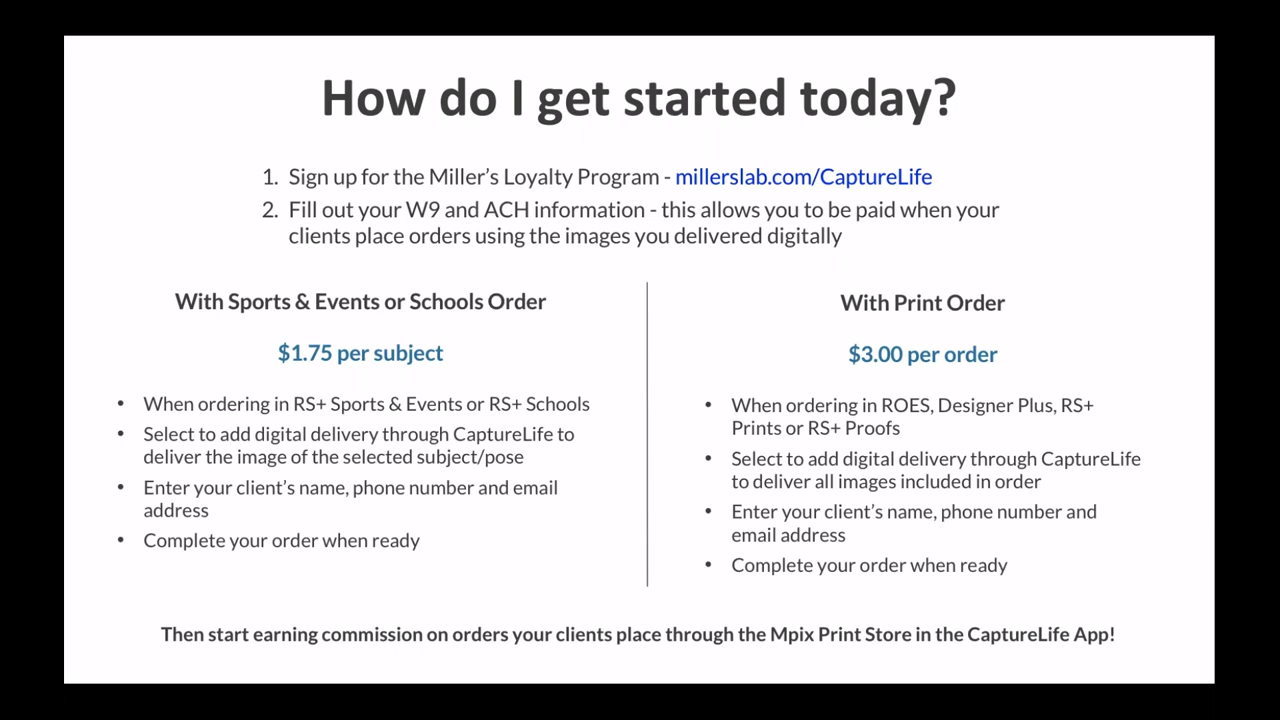 How do I get started today?
1. Sign up for the Miller's Loyalty Program - millerslab.com/CaptureLife
2. Fill out your W9 and ACH information - this allows you to be paid when your
clients place orders using the images you delivered digitally
With Sports & Events or Schools Order
$1.75 per subject
• When ordering in RS+ Sports & Events or RS+ Schools
• Select to add digital delivery through CaptureLife to
deliver the image of the selected subject/pose
• Enter your client's name, phone number and email
address
• Complete your order when ready
With Print Order
$3.00 per order
• When ordering in ROES, Designer Plus, RS+
Prints or RS+ Proofs
• Select to add digital delivery through CaptureLife
to deliver all images included in order
• Enter your client's name, phone number and
email address
• Complete your order when ready
Then start earning commission on orders your clients place through the Mpix Print Store in the CaptureLife App!